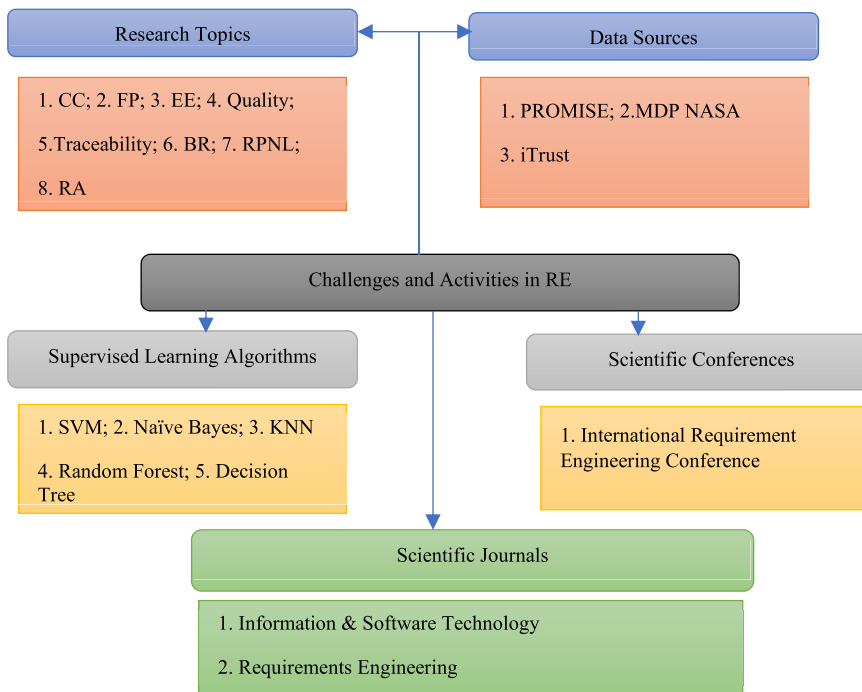 Research Topics
Data Sources
1. CC; 2. FP; 3. EE; 4. Quality;
5.Traceability; 6. BR; 7. RPNL;
8. RA
1. PROMISE; 2.MDP NASA
3. iTrust
Challenges and Activities in RE
Supervised Learning Algorithms
Scientific Conferences
1. SVM; 2. Naïve Bayes; 3. KNN
4. Random Forest; 5. Decision
Tree
1. International Requirement
Engineering Conference
Scientific Journals
1. Information & Software Technology
2. Requirements Engineering